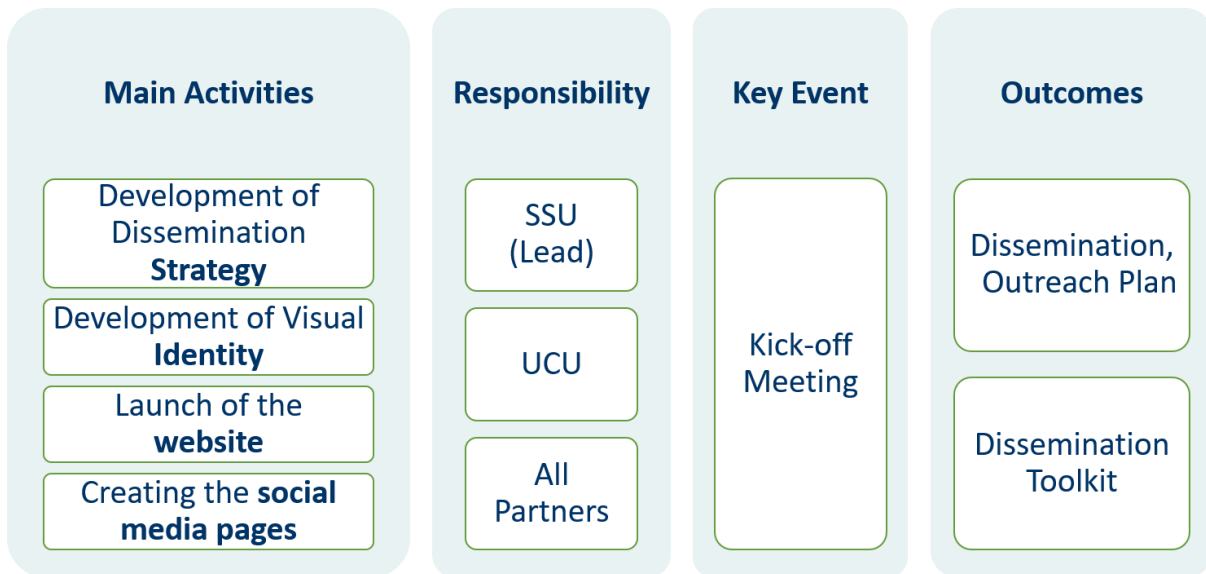 Main Activities
Development of
Dissemination
Strategy
Development of Visual
Identity
Launch of the
website
Creating the social
media pages
Responsibility
SSU
(Lead)
UCU
All
Partners
Key Event
Kick-off
Meeting
Outcomes
Dissemination,
Outreach Plan
Dissemination
Toolkit